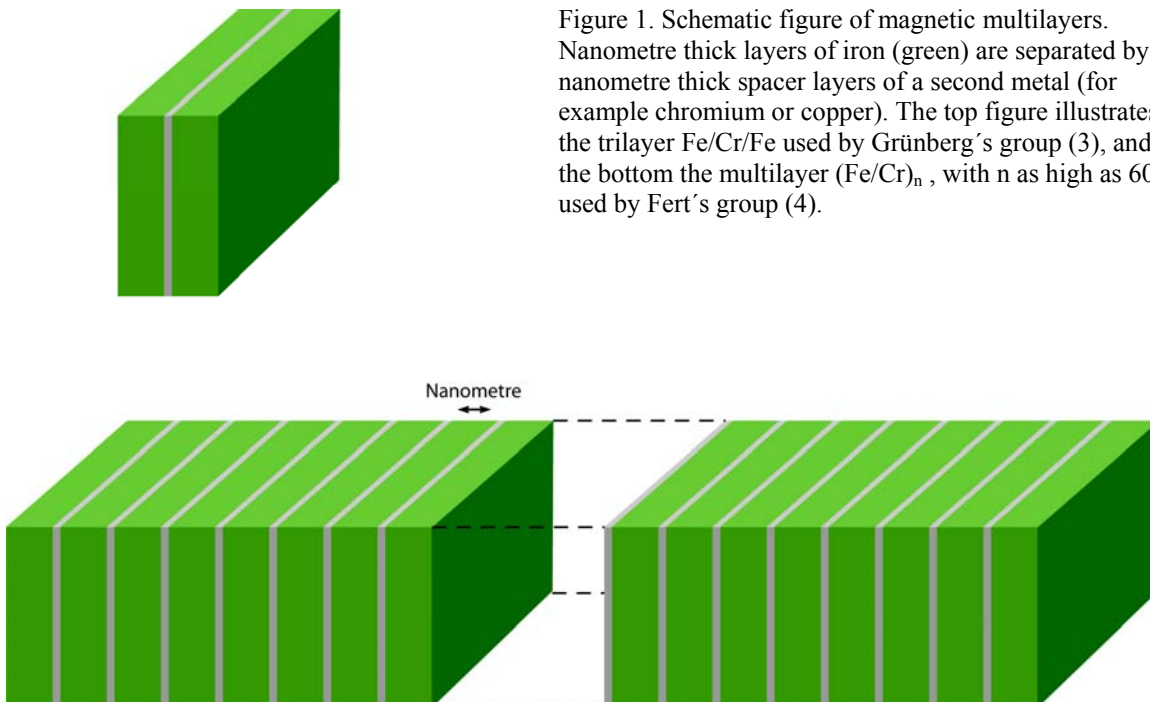 Figure 1. Schematic figure of magnetic multilayers.
Nanometre thick layers of iron (green) are separated by
nanometre thick spacer layers of a second metal (for
example chromium or copper). The top figure illustrates
the trilayer Fe/Cr/Fe used by Grünberg´s group (3), and
the bottom the multilayer (Fe/Cr)n , with n as high as 60
used by Fert´s group (4).
Nanometre